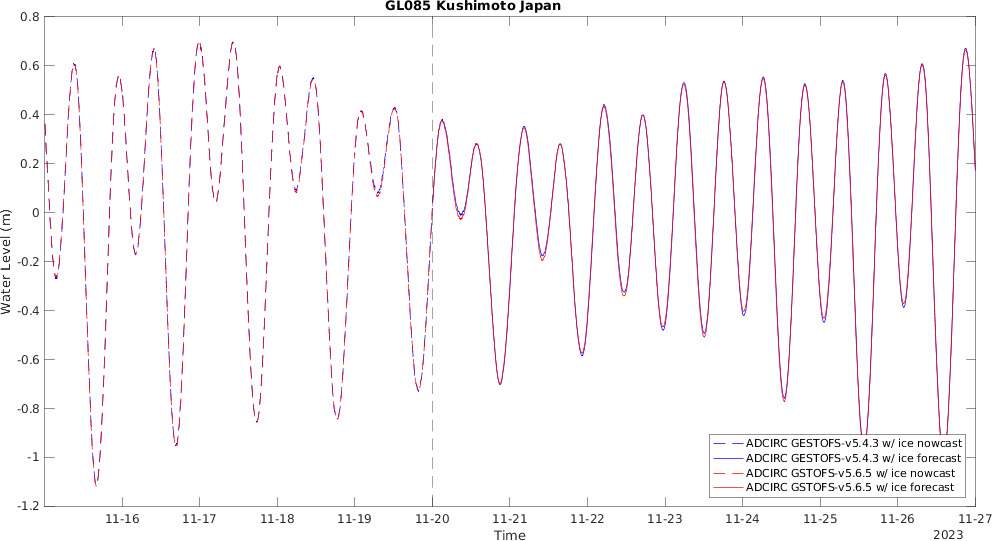 GL085 Kushimoto Japan
0.8
0.6
0.4
0.2
0
-0.2
-0.4
-0.6
-0.8
-1
-1.2
Water Level (m)
ADCIRC GESTOFS-v5.4.3 w/ ice nowcast
ADCIRC GESTOFS-v5.4.3 w/ ice forecast
ADCIRC GSTOFS-v5.6.5 w/ ice nowcast
ADCIRC GSTOFS-v5.6.5 w/ ice forecast
11-16 11-17 11-18 11-19 11-20 11-21 11-22 11-23 11-24 11-25 11-26 11-27
Time
2023